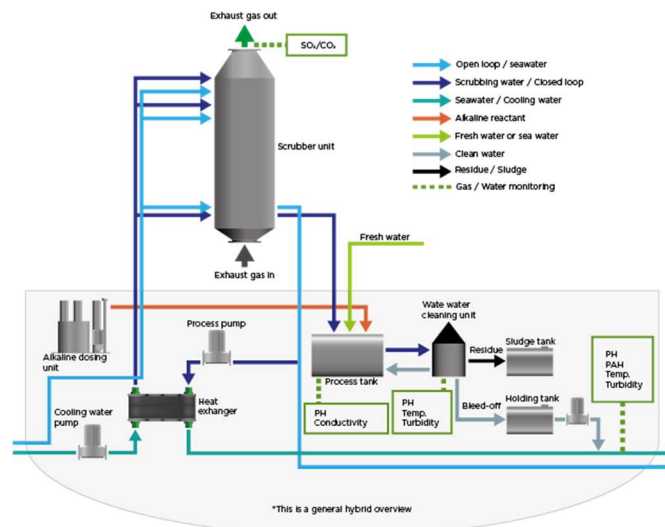 Exhaust gas out
SO₂/CO₂
Open loop / seawater
Scrubbing water / Closed loop
Seawater / Cooling water
Alkaline reactant
Fresh water or sea water
Clean water
Residue / Sludge
Gas / Water monitoring
Scrubber unit
Exhaust gas in
Fresh water
Alkaline dosing
unit
Process pump
Process tank
Wate water
cleaning unit
Residue
Sludge tank
Heat
exhanger
Cooling water
pump
PH
Conductivity
PH
Temp.
Turbidity
Bleed-off
Holding tank
PH
PAH
Temp.
Turbidity
*This is a general hybrid overview